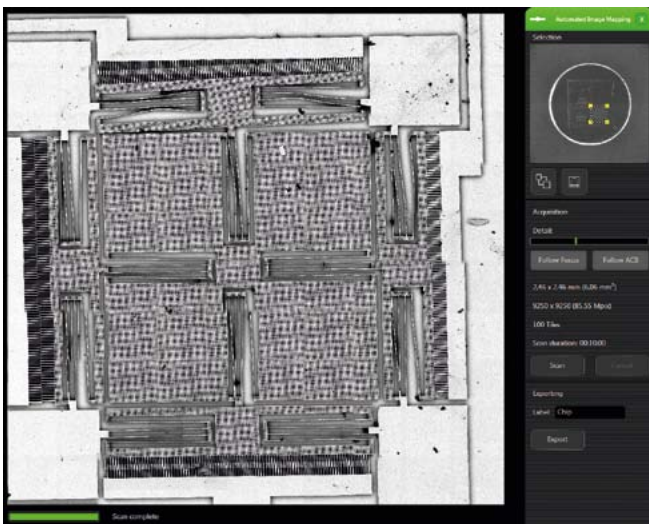 Automated Image Mapping x
Selection
Acquisition
Detail:
Follow Focus Follow ACB
2.46 x 2.46 mm (6.06 mm²)
9250 x 9250 (85.55 Mpix)
100 Tiles
Scan duration: 00:10:00
Scan Cancel
Exporting
Label Chip
Export
Scan complete